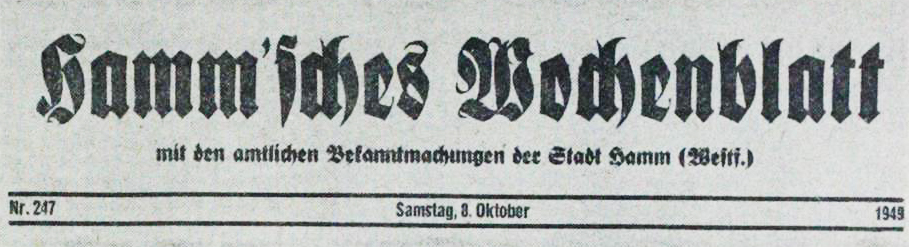 Hamm'sches Wochenblatt
mit den amtlichen Bekanntmachungen der Stadt Hamm (Westf.)
Nr. 247 Samstag, 8. Oktober 1949